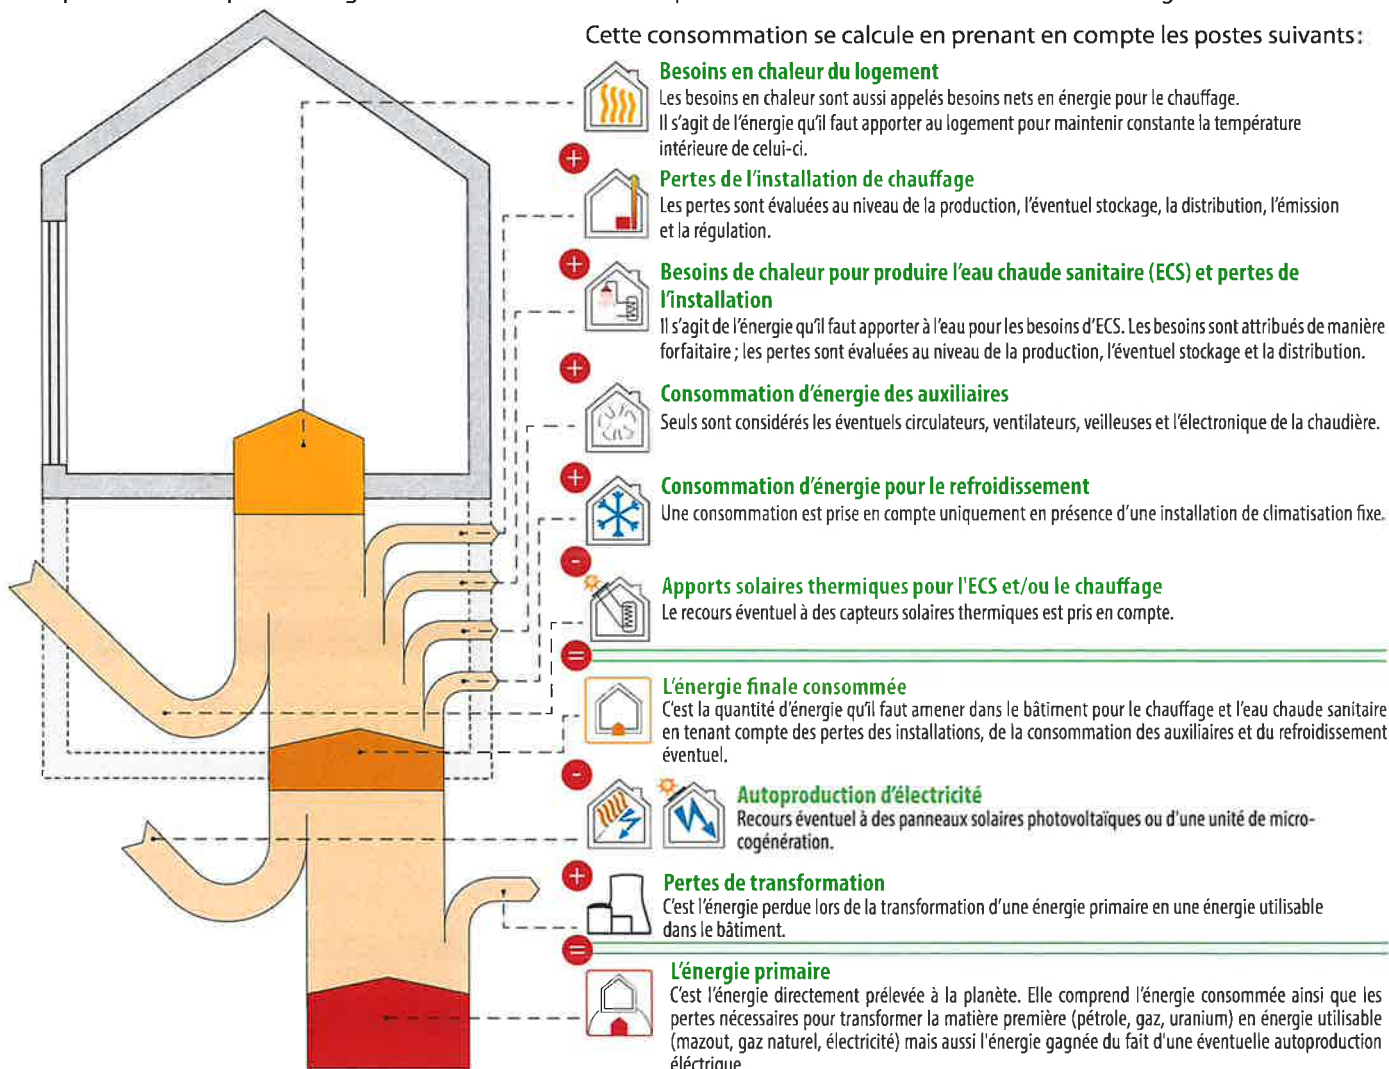 Cette consommation se calcule en prenant en compte les postes suivants :
Besoins en chaleur du logement
Les besoins en chaleur sont aussi appelés besoins nets en énergie pour le chauffage.
Il s'agit de l'énergie qu'il faut apporter au logement pour maintenir constante la température
intérieure de celui-ci.
+
Pertes de l'installation de chauffage
Les pertes sont évaluées au niveau de la production, l'éventuel stockage, la distribution, l'émission
et la régulation.
+
Besoins de chaleur pour produire l'eau chaude sanitaire (ECS) et pertes de
l'installation
Il s'agit de l'énergie qu'il faut apporter à l'eau pour les besoins d'ECS. Les besoins sont attribués de manière
forfaitaire ; les pertes sont évaluées au niveau de la production, l'éventuel stockage et la distribution.
+
Consommation d'énergie des auxiliaires
Seuls sont considérés les éventuels circulateurs, ventilateurs, veilleuses et l'électronique de la chaudière.
+
Consommation d'énergie pour le refroidissement
Une consommation est prise en compte uniquement en présence d'une installation de climatisation fixe.
-
Apports solaires thermiques pour l'ECS et/ou le chauffage
Le recours éventuel à des capteurs solaires thermiques est pris en compte.
=
L'énergie finale consommée
C'est la quantité d'énergie qu'il faut amener dans le bâtiment pour le chauffage et l'eau chaude sanitaire
en tenant compte des pertes des installations, de la consommation des auxiliaires et du refroidissement
éventuel.
-
Autoproduction d'électricité
Recours éventuel à des panneaux solaires photovoltaïques ou d'une unité de micro-
cogénération.
+
Pertes de transformation
C'est l'énergie perdue lors de la transformation d'une énergie primaire en une énergie utilisable
dans le bâtiment.
=
L'énergie primaire
C'est l'énergie directement prélevée à la planète. Elle comprend l'énergie consommée ainsi que les
pertes nécessaires pour transformer la matière première (pétrole, gaz, uranium) en énergie utilisable
(mazout, gaz naturel, électricité) mais aussi l'énergie gagnée du fait d'une éventuelle autoproduction
éléctrique